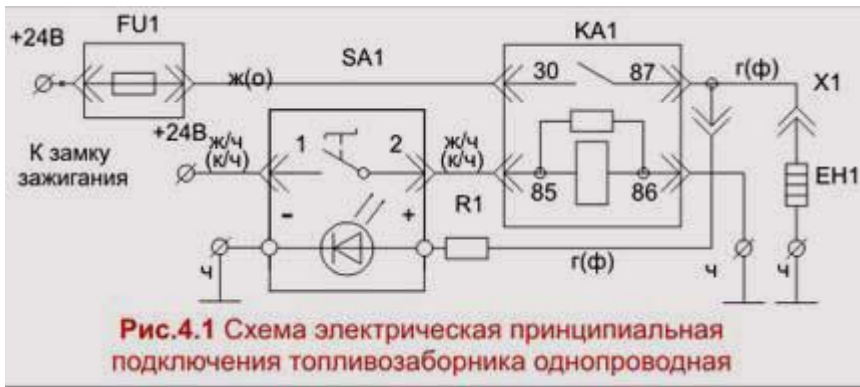 FU1
+24В
KA1
SA1
30
87
г(ф)
ж(о)
X1
+24В
К замку
зажигания
ж/ч
(к/ч)
1
2
ж/ч
(к/ч)
85
86
EH1
R1
-
+
ч
г(ф)
ч
ч
Рис.4.1 Схема электрическая принципиальная
подключения топливозаборника однопроводная